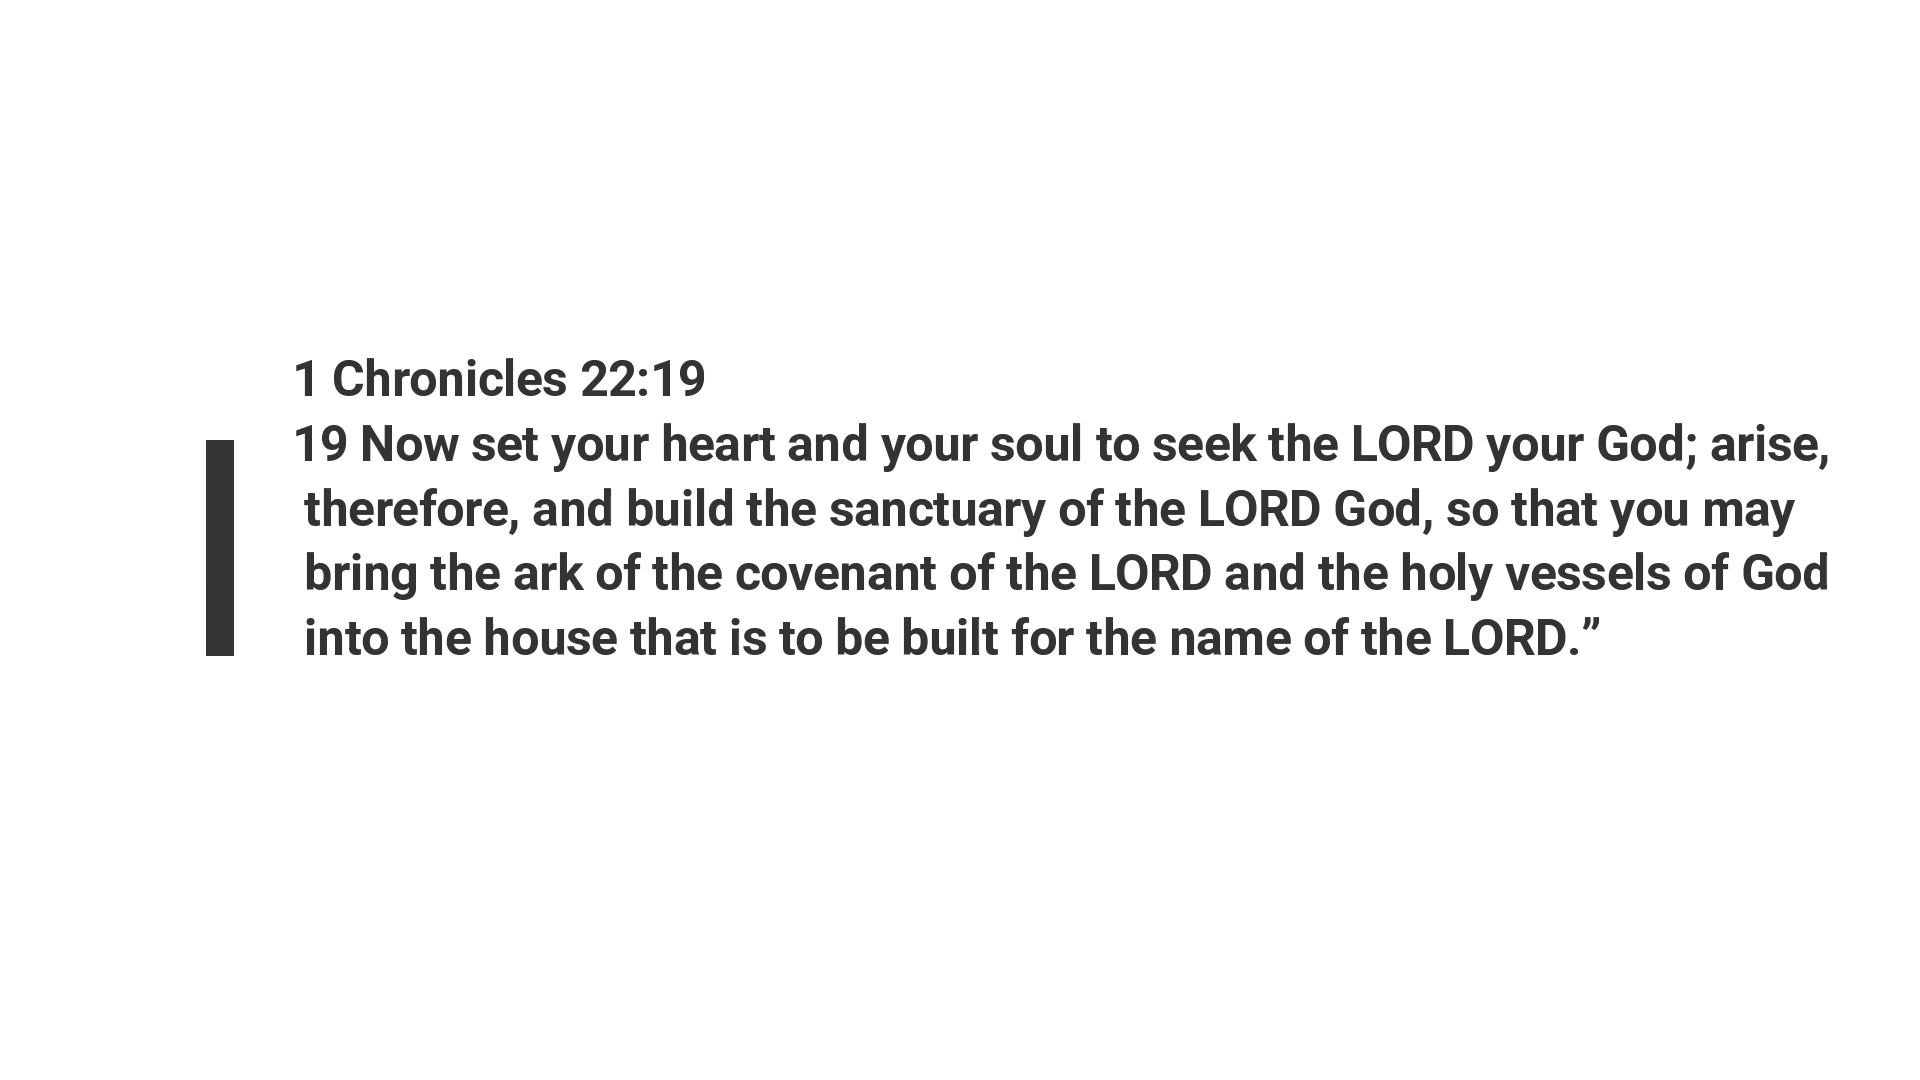 1 Chronicles 22:19
19 Now set your heart and your soul to seek the LORD your God; arise,
therefore, and build the sanctuary of the LORD God, so that you may
bring the ark of the covenant of the LORD and the holy vessels of God
into the house that is to be built for the name of the LORD.”